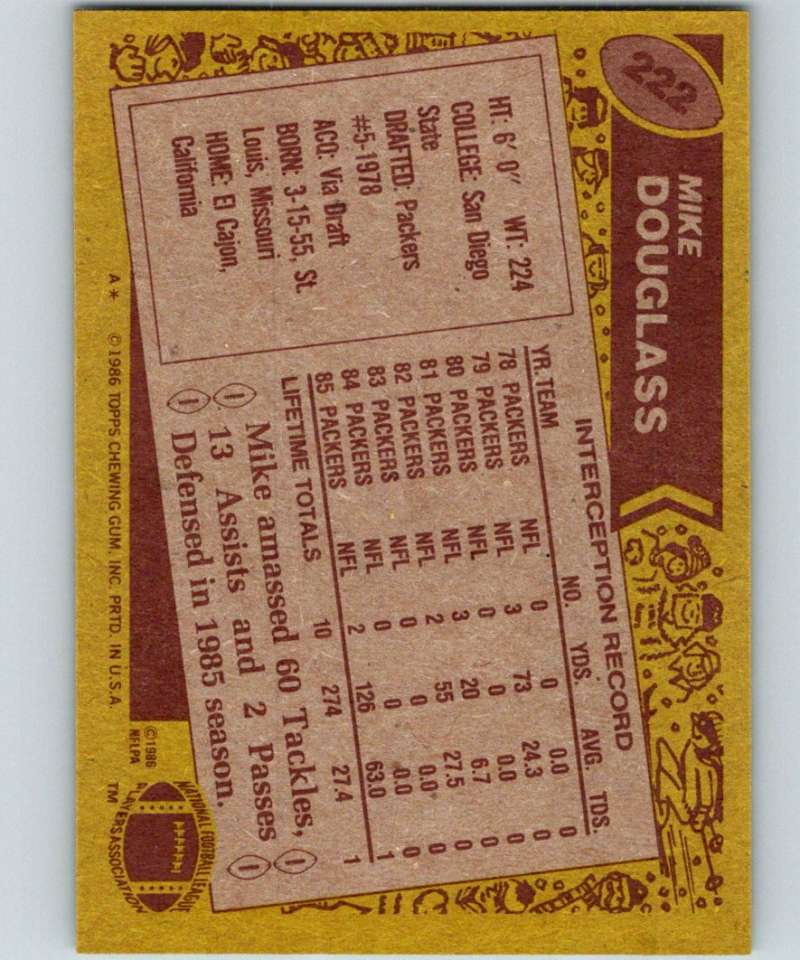 222
MIKE
DOUGLASS
HT: 6' 0" WT: 224
COLLEGE: San Diego
State
DRAFTED: Packers
#5-1978
ACQ: Via Draft
BORN: 3-15-55, St.
Louis, Missouri
HOME: El Cajon,
California
INTERCEPTION RECORD
YR. TEAM NO. YDS. AVG. TDS.
78 PACKERS NFL 0 0 0.0 0
79 PACKERS NFL 3 73 24.3 0
80 PACKERS NFL 0 0 0.0 0
81 PACKERS NFL 3 20 6.7 0
82 PACKERS NFL 2 55 27.5 0
83 PACKERS NFL 0 0 0.0 0
84 PACKERS NFL 0 0 0.0 0
85 PACKERS NFL 2 126 63.0 1
LIFETIME TOTALS 10 274 27.4 1
Mike amassed 60 Tackles,
13 Assists and 2 Passes
Defensed in 1985 season.
A* © 1986 TOPPS CHEWING GUM, INC. PRTD. IN U.S.A.
© 1986
NFLPA
NATIONAL FOOTBALL LEAGUE
PLAYERS ASSOCIATION
TM